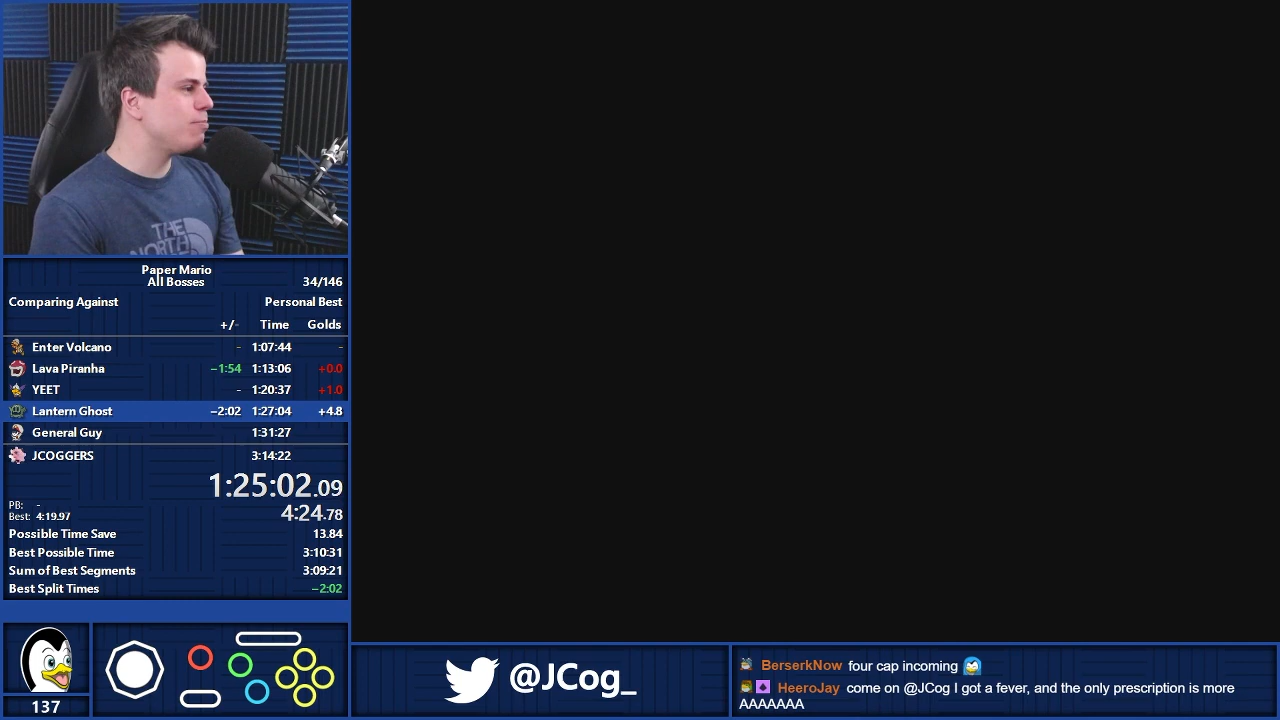 THE
NORTH
Paper Mario
All Bosses 34/146
Comparing Against Personal Best
+/- Time Golds
Enter Volcano - 1:07:44 -
Lava Piranha −1:54 1:13:06 +0.0
YEET - 1:20:37 +1.0
Lantern Ghost −2:02 1:27:04 +4.8
General Guy 1:31:27
JCOGGERS 3:14:22
1:25:02.09
PB: -
Best: 4:19.97 4:24.78
Possible Time Save 13.84
Best Possible Time 3:10:31
Sum of Best Segments 3:09:21
Best Split Times −2:02
137
@JCog_
BerserkNow four cap incoming
HeeroJay come on @JCog I got a fever, and the only prescription is more
AAAAAAA